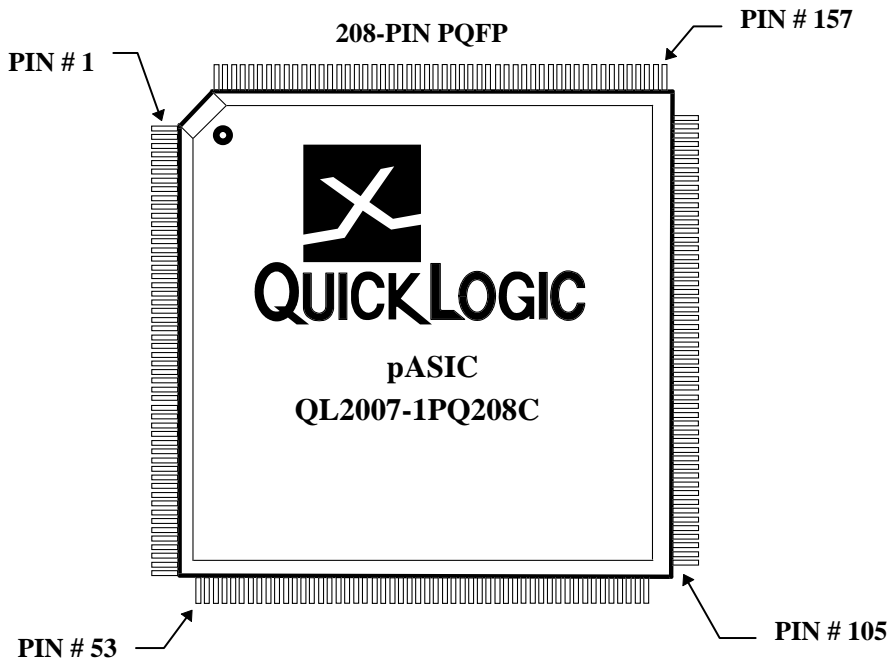 208-PIN PQFP
PIN # 157
PIN # 1
QUICKLOGIC
pASIC
QL2007-1PQ208C
PIN # 53
PIN # 105